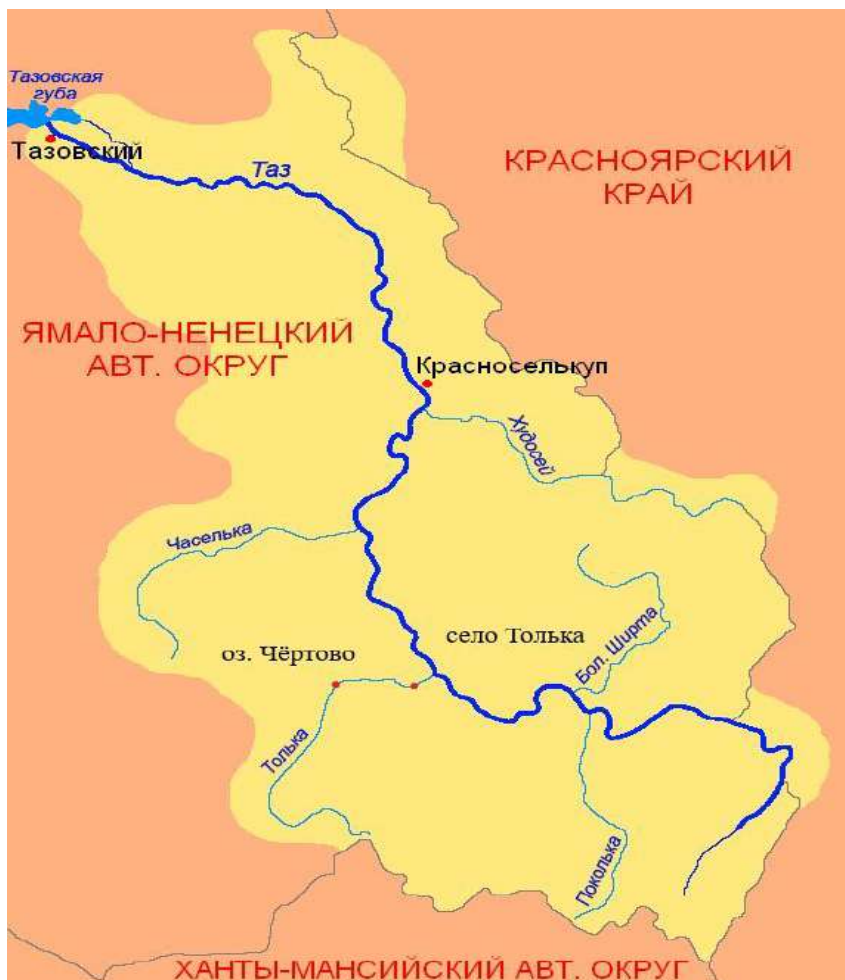 Тазовская
губа
Тазовский
Таз
КРАСНОЯРСКИЙ
КРАЙ
ЯМАЛО-НЕНЕЦКИЙ
АВТ. ОКРУГ
Красноселькуп
Худосей
Часелька
село Толька
оз. Чёртово
Бол. Ширта
Толька
Поколька
ХАНТЫ-МАНСИЙСКИЙ АВТ. ОКРУГ